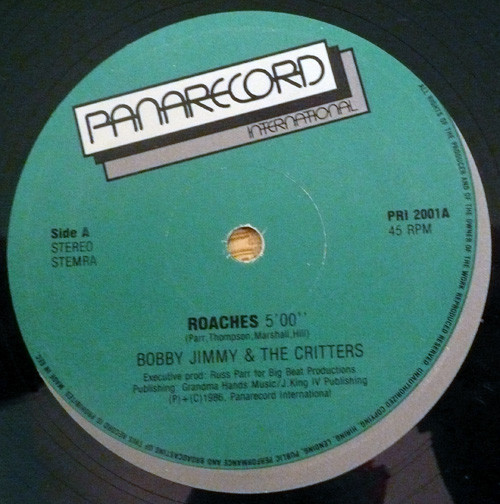 PANARECORD
INTERNATIONAL
Side A
STEREO
STEMRA
PRI 2001A
45 RPM
ROACHES 5'00''
(Parr,Thompson,Marshall,Hill)
BOBBY JIMMY & THE CRITTERS
Executive prod: Russ Parr for Big Beat Productions
Publishing: Grandma Hands Music/J.King IV Publishing
(P)+(C)1986, Panarecord International
ALL RIGHTS OF THE PRODUCER AND OF THE OWNER OF THE WORK REPRODUCED RESERVED. UNAUTHORIZED COPYING, HIRING, LENDING, PUBLIC PERFORMANCE AND BROADCASTING OF THIS RECORD IS PROHIBITED. MADE IN EEC.